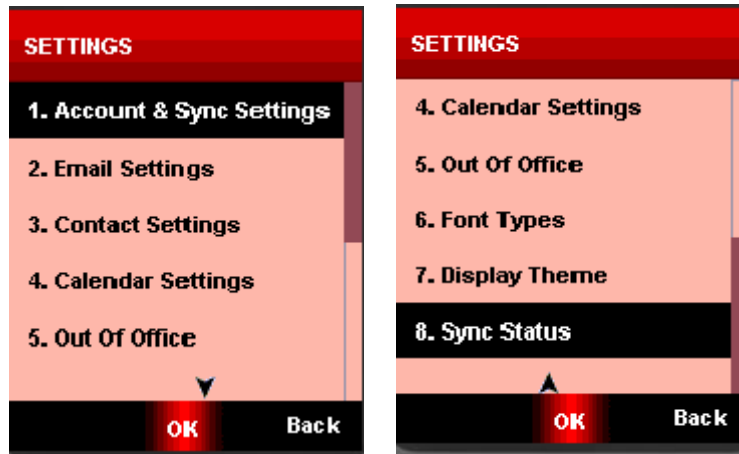 SETTINGS
1. Account & Sync Settings
2. Email Settings
3. Contact Settings
4. Calendar Settings
5. Out Of Office
OK
Back
SETTINGS
4. Calendar Settings
5. Out Of Office
6. Font Types
7. Display Theme
8. Sync Status
OK
Back